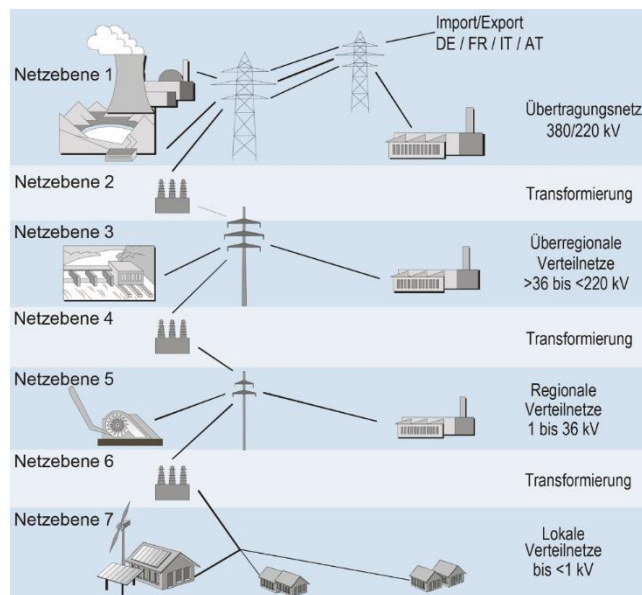 Import/Export
DE / FR / IT / AT
Netzebene 1
Übertragungsnetz
380/220 kV
Netzebene 2
Transformierung
Netzebene 3
Überregionale
Verteilnetze
>36 bis <220 kV
Netzebene 4
Transformierung
Netzebene 5
Regionale
Verteilnetze
1 bis 36 kV
Netzebene 6
Transformierung
Netzebene 7
Lokale
Verteilnetze
bis <1 kV